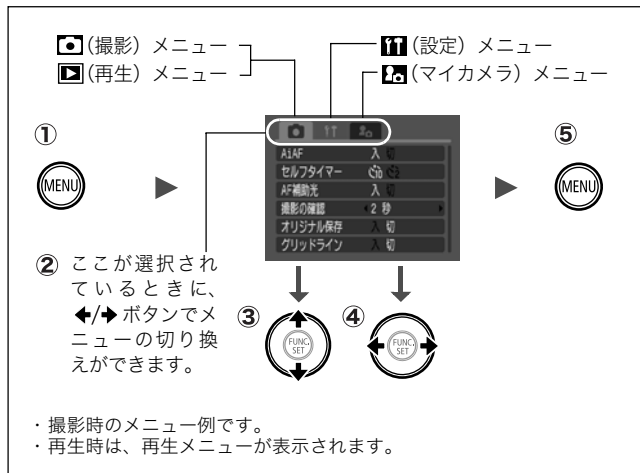 (撮影)メニュー
(設定)メニュー
(再生)メニュー
(マイカメラ)メニュー
①
MENU
AiAF 入 切
セルフタイマー
AF補助光 入 切
撮影の確認 2 秒
オリジナル保存 入 切
グリッドライン 入 切
⑤
MENU
② ここが選択され
ているときに、
←/→ ボタンでメ
ニューの切り換
えができます。
③
FUNC.
SET
④
FUNC.
SET
・撮影時のメニュー例です。
・再生時は、再生メニューが表示されます。